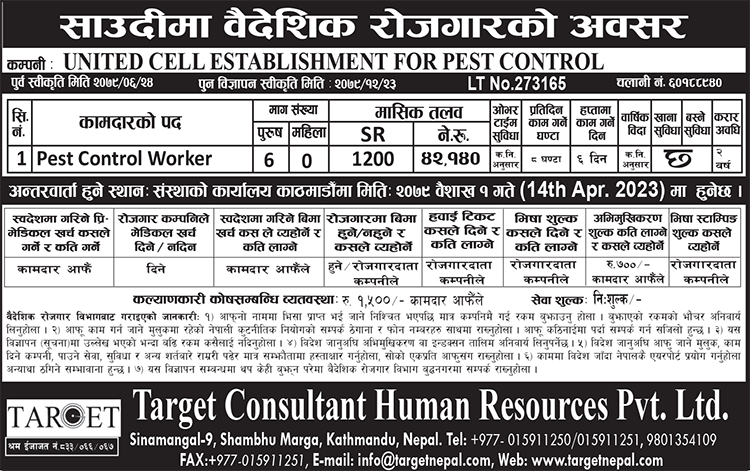 साउदीमा वैदेशिक रोजगारको अवसर
कम्पनी : UNITED CELL ESTABLISHMENT FOR PEST CONTROL
पुर्व स्वीकृति मिति २०७९/०६/२४ पुन विज्ञापन स्वीकृति मिति : २०७९/१२/२३ LT No.273165 चलानी नं. ६०१८८९४०
सि. नं. कामदारको पद माग संख्या पुरुष महिला मासिक तलव SR ने.रु. ओभर टाईम सुविधा प्रतिदिन काम गर्ने घण्टा हप्तामा काम गर्ने दिन वार्षिक विदा खाना सुविधा बस्ने सुविधा करार अवधि
1 Pest Control Worker 6 0 1200 ४२,१४० क.नि. अनुसार ८ घण्टा ६ दिन क.नि. अनुसार छ २ वर्ष
अन्तरवार्ता हुने स्थानः संस्थाको कार्यालय काठमाडौंमा मितिः २०७९ वैशाख १ गते (14th Apr. 2023) मा हुनेछ ।
स्वदेशमा गरिने प्रि-मेडिकल खर्च कसले गर्ने र कति गर्ने रोजगार कम्पनिले मेडिकल खर्च दिने / नदिने स्वदेशमा गरिने बिमा खर्च कस ले व्यहोर्ने र कति लाग्ने रोजगारमा बिमा हुने/नहुने र कसले व्यहोर्ने हवाई टिकट कसले दिने र कति लाग्ने भिषा शुल्क कसले दिने र कति लाग्ने अभिमुखिकरण शुल्क कति लाग्ने र कसले व्यहोर्ने भिषा स्टाम्पिङ शुल्क कसले व्यहोर्ने
कामदार आफैं दिने कामदार आफैंले हुने / रोजगारदाता कम्पनीले रोजगारदाता कम्पनीले रोजगारदाता कम्पनीले रु.७००/- कामदार आफैंले रोजगारदाता कम्पनीले
कल्याणकारी कोषसम्बन्धि व्यवस्थाः रु. १,५००/- कामदार आफैंले सेवा शुल्कः निःशुल्क/-
वैदेशिक रोजगार विभागबाट गराइएको जानकारी: १) आफ्नो नाममा भिसा प्राप्त भई जाने निश्चित भएपछि मात्र कम्पनिमै गई रकम बुझाउनु होला । बुझाएको रकमको भौचर अनिवार्य
लिनुहोला । २) आफू काम गर्न जाने मुलुकमा रहेको नेपाली कुटनीतिक नियोगको सम्पर्क ठेगाना र फोन नम्बरहरु साथमा राख्नुहोला । आफू कठिनाईमा पर्दा सम्पर्क गर्न सजिलो हुन्छ । ३) यस
विज्ञापन (सूचना)मा उल्लेख भएको भन्दा बढि रकम कसैलाई नदिनुहोला । ४) विदेश जानुअघि अभिमुखिकरण वा इन्डक्सन तालिम अनिवार्य लिनुपर्नेछ । ५) विदेश जानुअघि आफु जाने मुलुक, काम
दिने कम्पनी, पाउने सेवा, सुविधा र अन्य शर्तबारे राम्ररी पढेर मात्र सम्झौतामा हस्ताक्षर गर्नुहोला, सोको एकप्रति आफूसंग राख्नुहोला । ६) काममा विदेश जाँदा नेपालकै एयरपोर्ट प्रयोग गर्नुहोला
अन्यथा ठगिने सम्भावाना हुन्छ । ७) यस विज्ञापन सम्बन्धमा थप केही बुझ्नु परेमा वैदेशिक रोजगार विभाग बुद्धनगरमा सम्पर्क राख्नुहोला ।
TARGET
श्रम इजाजत नं.८३३/०६६/०६७
Target Consultant Human Resources Pvt. Ltd.
Sinamangal-9, Shambhu Marga, Kathmandu, Nepal. Tel: +977- 015911250/015911251, 9801354109
FAX:+977-015911251, E-mail: info@targetnepal.com, Web: www.targetnepal.com